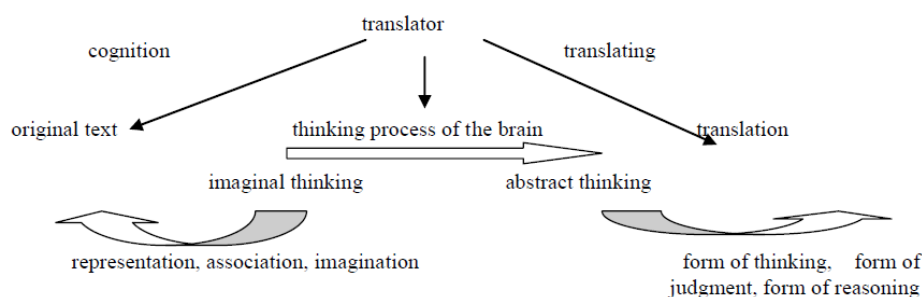 translator
cognition
translating
original text
thinking process of the brain
translation
imaginal thinking
abstract thinking
representation, association, imagination
form of thinking, form of
judgment, form of reasoning